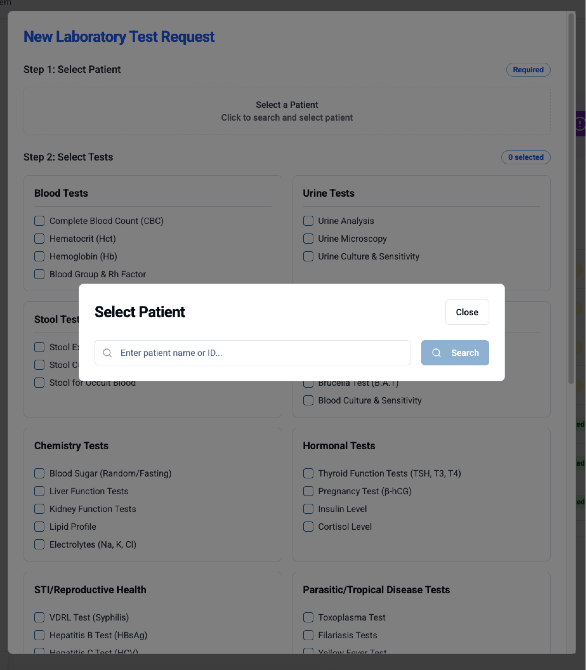 em
New Laboratory Test Request
Step 1: Select Patient
Required
Select a Patient
Click to search and select patient
Step 2: Select Tests
0 selected
Blood Tests
Complete Blood Count (CBC)
Hematocrit (Hct)
Hemoglobin (Hb)
Blood Group & Rh Factor
Urine Tests
Urine Analysis
Urine Microscopy
Urine Culture & Sensitivity
Select Patient
Close
Enter patient name or ID...
Search
Stool
Stool
Stool
Stool for Occult Blood
Brucella Test (B.A.T)
Blood Culture & Sensitivity
Chemistry Tests
Blood Sugar (Random/Fasting)
Liver Function Tests
Kidney Function Tests
Lipid Profile
Electrolytes (Na, K, Cl)
Hormonal Tests
Thyroid Function Tests (TSH, T3, T4)
Pregnancy Test (β-hCG)
Insulin Level
Cortisol Level
STI/Reproductive Health
VDRL Test (Syphilis)
Hepatitis B Test (HBsAg)
Hepatitis C Test (HCV)
Parasitic/Tropical Disease Tests
Toxoplasma Test
Filariasis Tests
Yellow Fever Test
ed
ed
ed